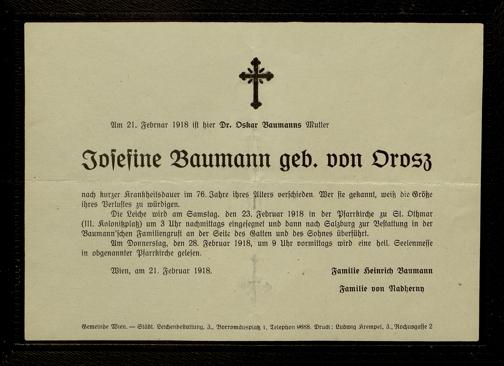 Am 21. Februar 1918 ist hier Dr. Oskar Baumanns Mutter
Josefine Baumann geb. von Orosz
nach kurzer Krankheitsdauer im 76. Jahre ihres Alters verschieden. Wer sie gekannt, weiß die Größe
ihres Verlustes zu würdigen.
Die Leiche wird am Samstag, den 23. Februar 1918 in der Pfarrkirche zu St. Othmar
(III. Kolonitzplatz) um 3 Uhr nachmittags eingesegnet und dann nach Salzburg zur Bestattung in der
Baumann'schen Familiengruft an der Seite des Gatten und des Sohnes überführt.
Am Donnerstag, den 28. Februar 1918, um 9 Uhr vormittags wird eine heil. Seelenmesse
in obgenannter Pfarrkirche gelesen.
Wien, am 21. Februar 1918.
Familie Heinrich Baumann
Familie von Nadherny
Gemeinde Wien. — Städt. Leichenbestattung, 3., Borromäusplatz 1, Telephon 9688. Druck: Ludwig Krempel, 3., Rochusgasse 2